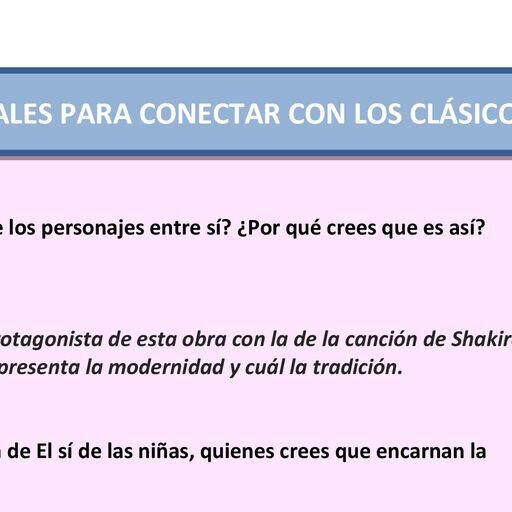 ALES PARA CONECTAR CON LOS CLÁSICO
e los personajes entre sí? ¿Por qué crees que es así?
rotagonista de esta obra con la de la canción de Shakir
presenta la modernidad y cuál la tradición.
a de El sí de las niñas, quienes crees que encarnan la